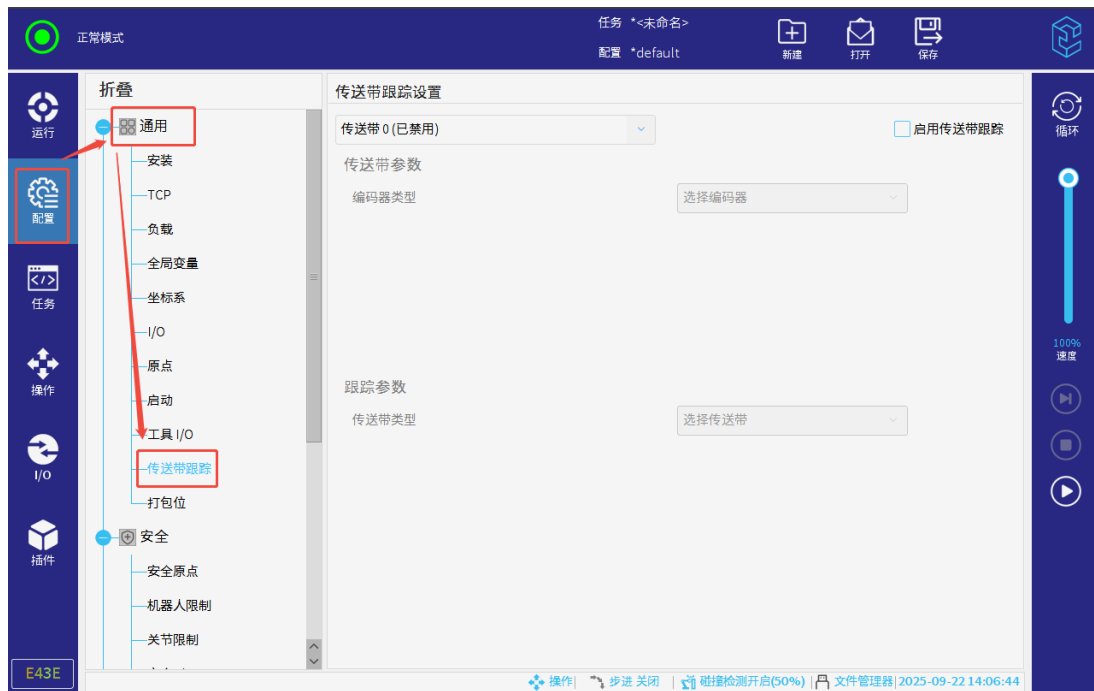 正常模式
任务 *<未命名>
配置 *default
新建
打开
保存
运行
配置
任务
操作
I/O
插件
E43E
折叠
通用
安装
TCP
负载
全局变量
坐标系
I/O
原点
启动
工具 I/O
传送带跟踪
打包位
安全
安全原点
机器人限制
关节限制
传送带跟踪设置
传送带 0 (已禁用)
启用传送带跟踪
传送带参数
编码器类型
选择编码器
跟踪参数
传送带类型
选择传送带
循环
100%
速度
操作| 步进 关闭 | 碰撞检测开启(50%) | 文件管理器|2025-09-22 14:06:44